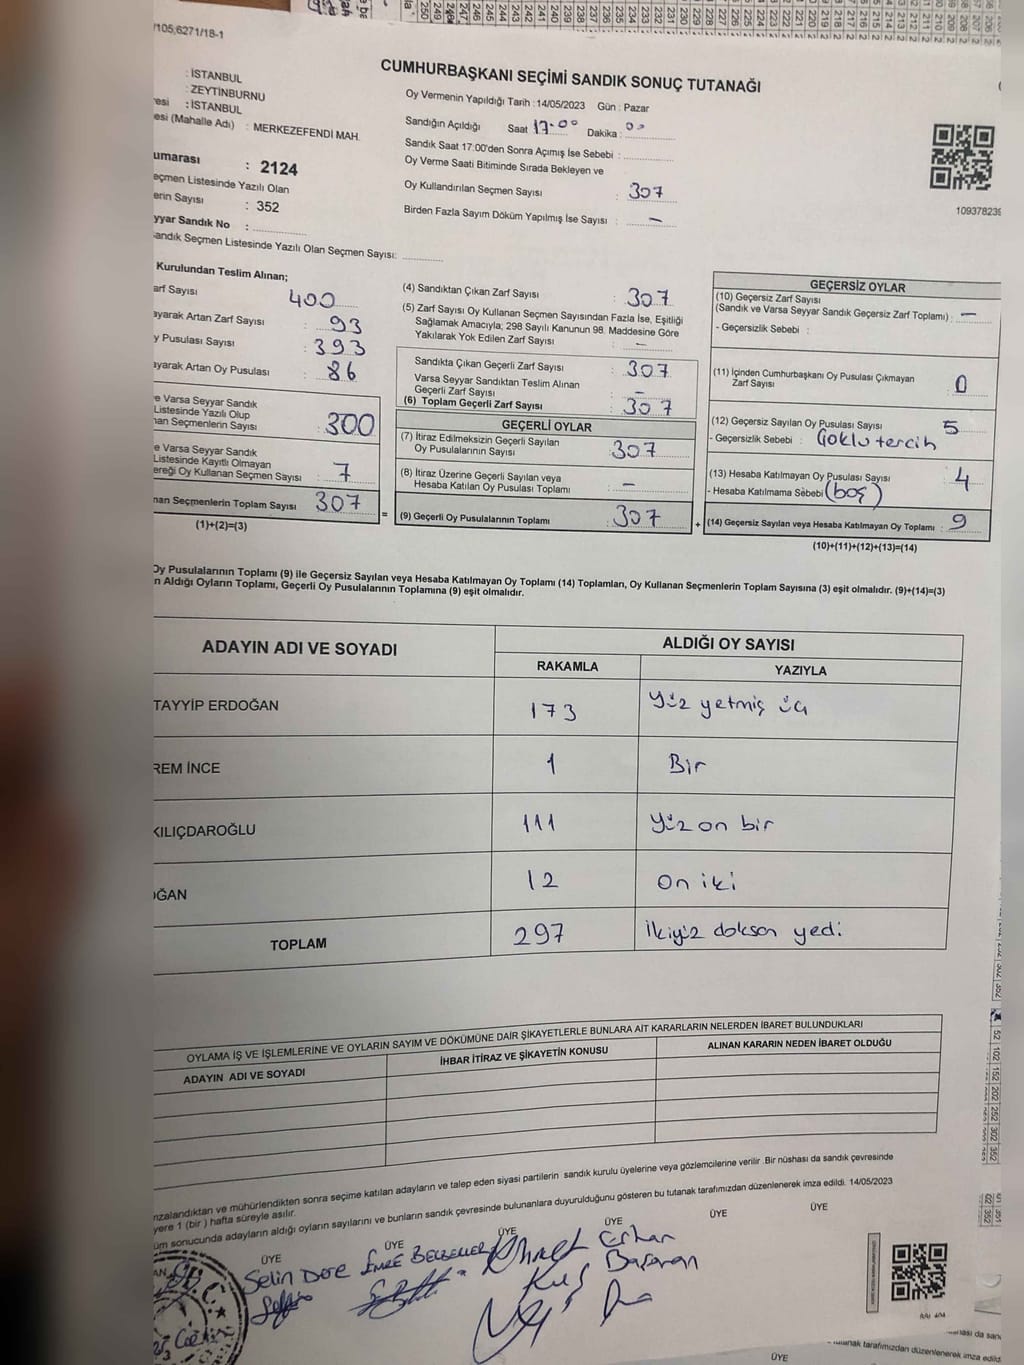 /105,6271/18-1
CUMHURBAŞKANI SEÇİMİ SANDIK SONUÇ TUTANAĞI
: İSTANBUL
: ZEYTİNBURNU
: İSTANBUL
esi (Mahalle Adı) : MERKEZEFENDİ MAH.
umarası : 2124
eçmen Listesinde Yazılı Olan
erin Sayısı : 352
yyar Sandık No :
andık Seçmen Listesinde Yazılı Olan Seçmen Sayısı:
Oy Vermenin Yapıldığı Tarih : 14/05/2023 Gün : Pazar
Sandığın Açıldığı Saat 17.00 Dakika : 00
Sandık Saat 17:00'den Sonra Açımış İse Sebebi :
Oy Verme Saati Bitiminde Sırada Bekleyen ve
Oy Kullandırılan Seçmen Sayısı : 307
Birden Fazla Sayım Döküm Yapılmış İse Sayısı : —
109378239
Kurulundan Teslim Alınan;
arf Sayısı 400
ayarak Artan Zarf Sayısı : 93
y Pusulası Sayısı : 393
ayarak Artan Oy Pusulası : 86
e Varsa Seyyar Sandık
Listesinde Yazılı Olup
nan Seçmenlerin Sayısı : 300
e Varsa Seyyar Sandık
Listesinde Kayıtlı Olmayan
ereği Oy Kullanan Seçmen Sayısı : 7
nan Seçmenlerin Toplam Sayısı 307
(1)+(2)=(3)
(4) Sandıktan Çıkan Zarf Sayısı : 307
(5) Zarf Sayısı Oy Kullanan Seçmen Sayısından Fazla İse, Eşitliği
Sağlamak Amacıyla; 298 Sayılı Kanunun 98. Maddesine Göre
Yakılarak Yok Edilen Zarf Sayısı : —
Sandıkta Çıkan Geçerli Zarf Sayısı : 307
Varsa Seyyar Sandıktan Teslim Alınan
Geçerli Zarf Sayısı : —
(6) Toplam Geçerli Zarf Sayısı : 307
GEÇERLİ OYLAR
(7) İtiraz Edilmeksizin Geçerli Sayılan
Oy Pusulalarının Sayısı : 307
(8) İtiraz Üzerine Geçerli Sayılan veya
Hesaba Katılan Oy Pusulası Toplamı : —
= (9) Geçerli Oy Pusulalarının Toplamı : 307 +
GEÇERSİZ OYLAR
(10) Geçersiz Zarf Sayısı
(Sandık ve Varsa Seyyar Sandık Geçersiz Zarf Toplamı) : —
- Geçersizlik Sebebi :
(11) İçinden Cumhurbaşkanı Oy Pusulası Çıkmayan
Zarf Sayısı : 0
(12) Geçersiz Sayılan Oy Pusulası Sayısı : 5
- Geçersizlik Sebebi : Çoklu tercih
(13) Hesaba Katılmayan Oy Pusulası Sayısı : 4
- Hesaba Katılmama Sebebi (boş)
(14) Geçersiz Sayılan veya Hesaba Katılmayan Oy Toplamı : 9
(10)+(11)+(12)+(13)=(14)
Oy Pusulalarının Toplamı (9) ile Geçersiz Sayılan veya Hesaba Katılmayan Oy Toplamı (14) Toplamları, Oy Kullanan Seçmenlerin Toplam Sayısına (3) eşit olmalıdır. (9)+(14)=(3)
n Aldığı Oyların Toplamı, Geçerli Oy Pusulalarının Toplamına (9) eşit olmalıdır.
ADAYIN ADI VE SOYADI
ALDIĞI OY SAYISI
RAKAMLA YAZIYLA
TAYYİP ERDOĞAN 173 Yüz yetmiş üç
REM İNCE 1 Bir
KILIÇDAROĞLU 111 Yüz on bir
OĞAN 12 On iki
TOPLAM 297 İkiyüz doksan yedi
OYLAMA İŞ VE İŞLEMLERİNE VE OYLARIN SAYIM VE DÖKÜMÜNE DAİR ŞİKAYETLERLE BUNLARA AİT KARARLARIN NELERDEN İBARET BULUNDUKLARI
ADAYIN ADI VE SOYADI İHBAR İTİRAZ VE ŞİKAYETİN KONUSU ALINAN KARARIN NEDEN İBARET OLDUĞU
nzalandıktan ve mühürlendikten sonra seçime katılan adayların ve talep eden siyasi partilerin sandık kurulu üyelerine veya gözlemcilerine verilir .Bir nüshası da sandık çevresinde
yere 1 (bir ) hafta süreyle asılır.
üm sonucunda adayların aldığı oyların sayılarını ve bunların sandık çevresinde bulunanlara duyurulduğunu gösteren bu tutanak tarafımızdan düzenlenerek imza edildi. 14/05/2023
ÜYE ÜYE ÜYE ÜYE ÜYE ÜYE
Selin Dere
Ahmet
Kuş
Erhan
Başaran
ÜYE